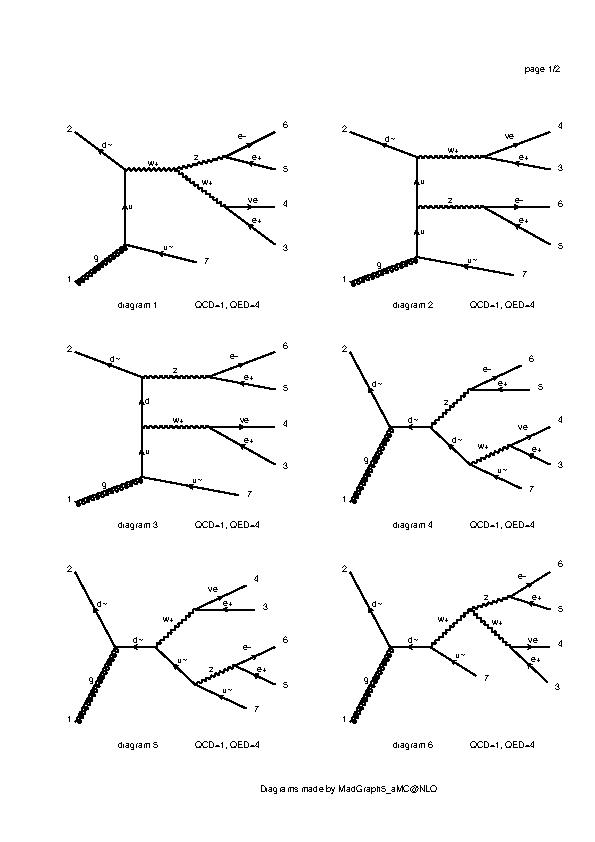 page 1/2
2
d~
w+
z
e-
6
e+
5
w+
ve
4
e+
3
u
g
u~
7
1
diagram 1 QCD=1, QED=4
2
d~
w+
ve
4
e+
3
u
z
e-
6
e+
5
u
g
u~
7
1
diagram 2 QCD=1, QED=4
2
d~
z
e-
6
e+
5
d
w+
ve
4
e+
3
u
g
u~
7
1
diagram 3 QCD=1, QED=4
2
d~
e-
6
z
e+
5
d~
d~
ve
4
w+
e+
3
u~
7
g
1
diagram 4 QCD=1, QED=4
2
d~
ve
4
w+
e+
3
d~
u~
e-
6
z
e+
5
7
u~
g
1
diagram 5 QCD=1, QED=4
2
d~
z
e-
6
e+
5
w+
w+
ve
4
e+
3
d~
u~
7
g
1
diagram 6 QCD=1, QED=4
Diagrams made by MadGraph5_aMC@NLO